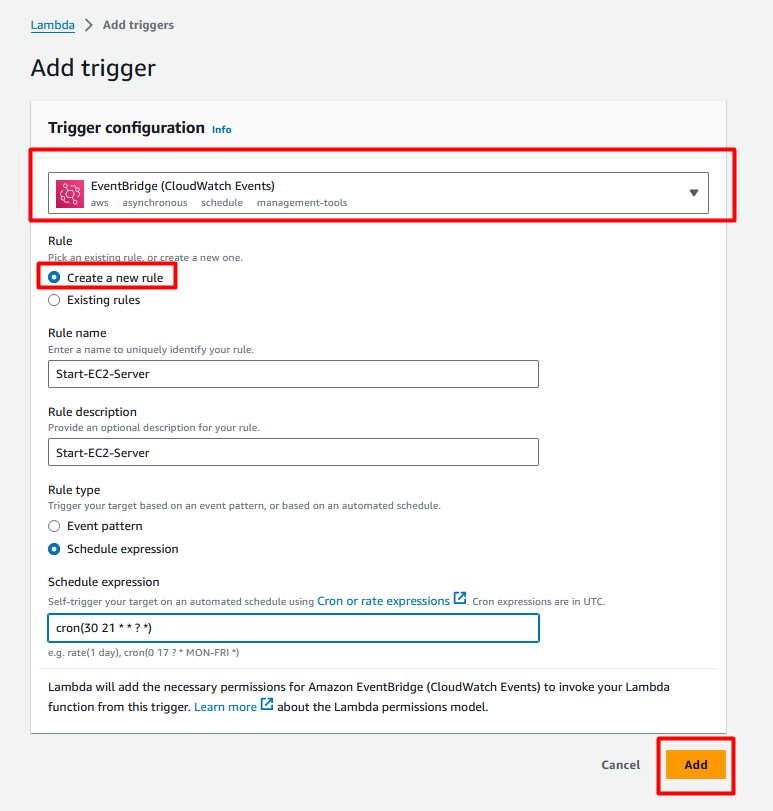 Lambda > Add triggers
Add trigger
Trigger configuration Info
EventBridge (CloudWatch Events)
aws asynchronous schedule management-tools
Rule
Pick an existing rule, or create a new one.
Create a new rule
Existing rules
Rule name
Enter a name to uniquely identify your rule.
Start-EC2-Server
Rule description
Provide an optional description for your rule.
Start-EC2-Server
Rule type
Trigger your target based on an event pattern, or based on an automated schedule.
Event pattern
Schedule expression
Schedule expression
Self-trigger your target on an automated schedule using Cron or rate expressions. Cron expressions are in UTC.
cron(30 21 * * ? *)
e.g. rate(1 day), cron(0 17 ? * MON-FRI *)
Lambda will add the necessary permissions for Amazon EventBridge (CloudWatch Events) to invoke your Lambda
function from this trigger. Learn more about the Lambda permissions model.
Cancel Add